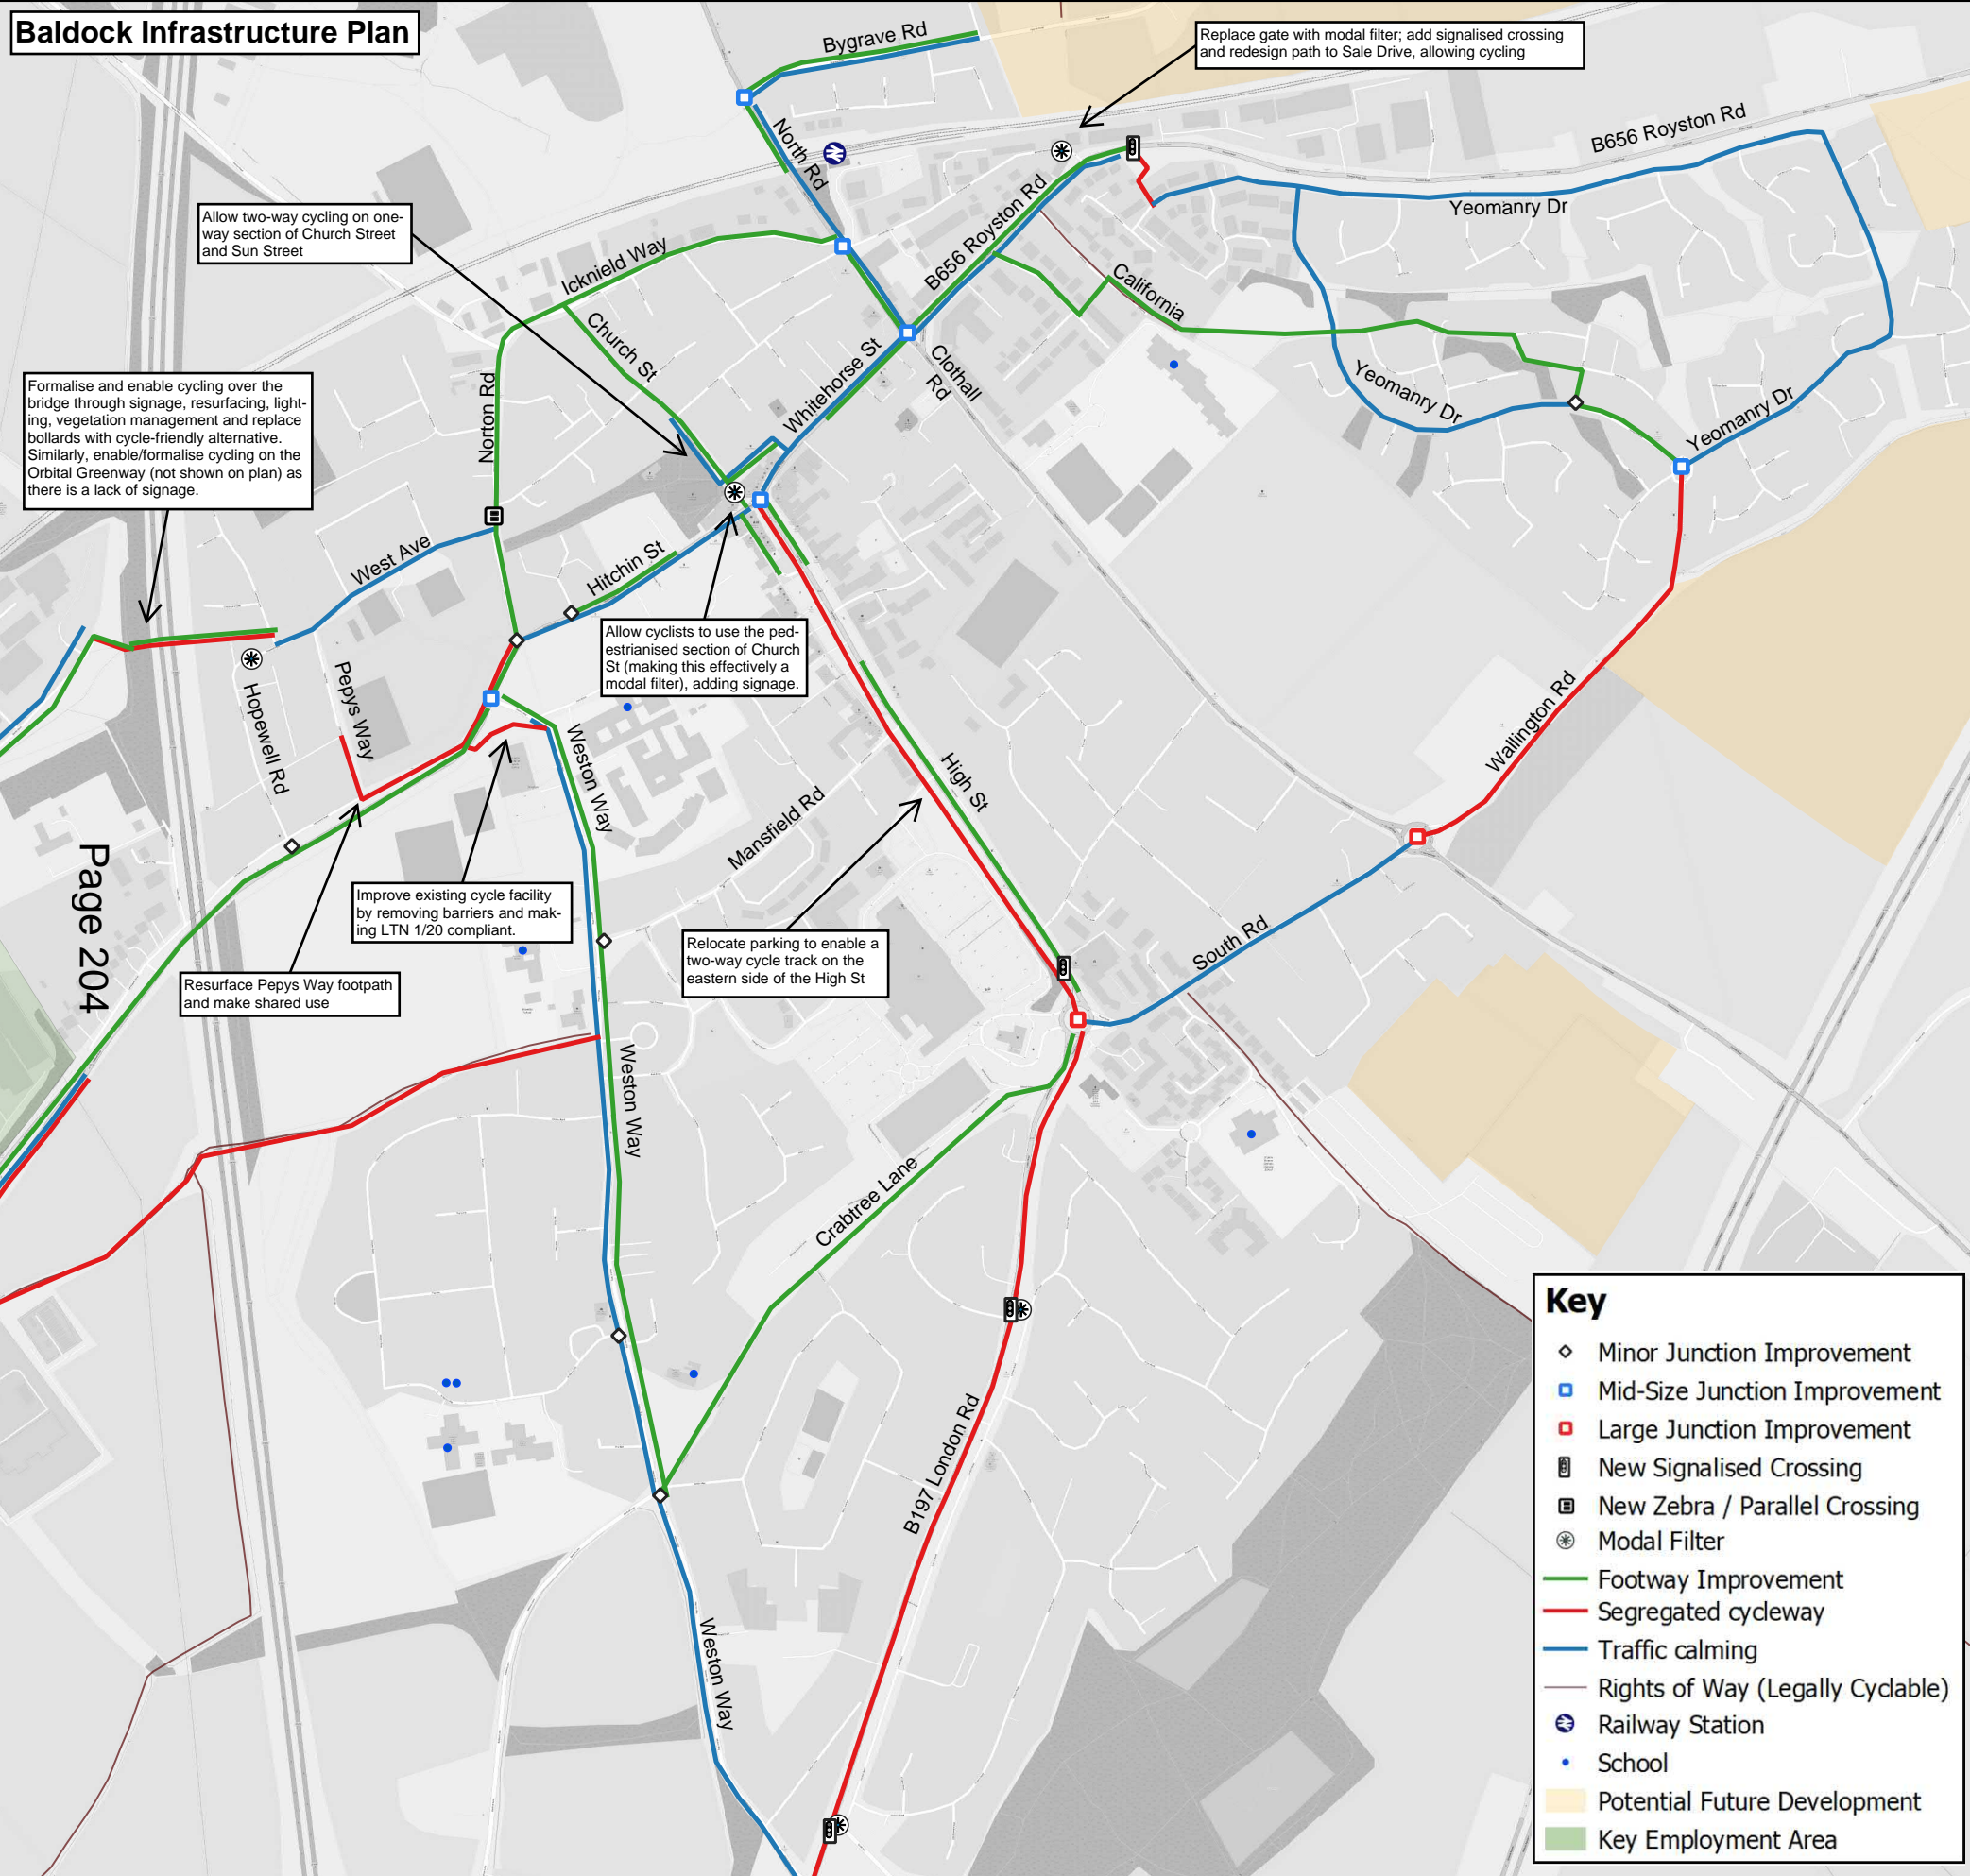 Baldock Infrastructure Plan
Bygrave Rd
Replace gate with modal filter; add signalised crossing
and redesign path to Sale Drive, allowing cycling
North Rd
B656 Royston Rd
Allow two-way cycling on one-
way section of Church Street
and Sun Street
Yeomanry Dr
Icknield Way
B656 Royston Rd
California
Church St
Clothall
Rd
Whitehorse St
Formalise and enable cycling over the
bridge through signage, resurfacing, light-
ing, vegetation management and replace
bollards with cycle-friendly alternative.
Similarly, enable/formalise cycling on the
Orbital Greenway (not shown on plan) as
there is a lack of signage.
Norton Rd
Yeomanry Dr
Yeomanry Dr
West Ave
Hitchin St
Allow cyclists to use the ped-
estrianised section of Church
St (making this effectively a
modal filter), adding signage.
Pepys Way
Hopewell Rd
Weston Way
Wallington Rd
High St
Mansfield Rd
Page 204
Improve existing cycle facility
by removing barriers and mak-
ing LTN 1/20 compliant.
Relocate parking to enable a
two-way cycle track on the
eastern side of the High St
South Rd
Resurface Pepys Way footpath
and make shared use
Weston Way
Crabtree Lane
B197 London Rd
Weston Way
Key
Minor Junction Improvement
Mid-Size Junction Improvement
Large Junction Improvement
New Signalised Crossing
New Zebra / Parallel Crossing
Modal Filter
Footway Improvement
Segregated cycleway
Traffic calming
Rights of Way (Legally Cyclable)
Railway Station
School
Potential Future Development
Key Employment Area